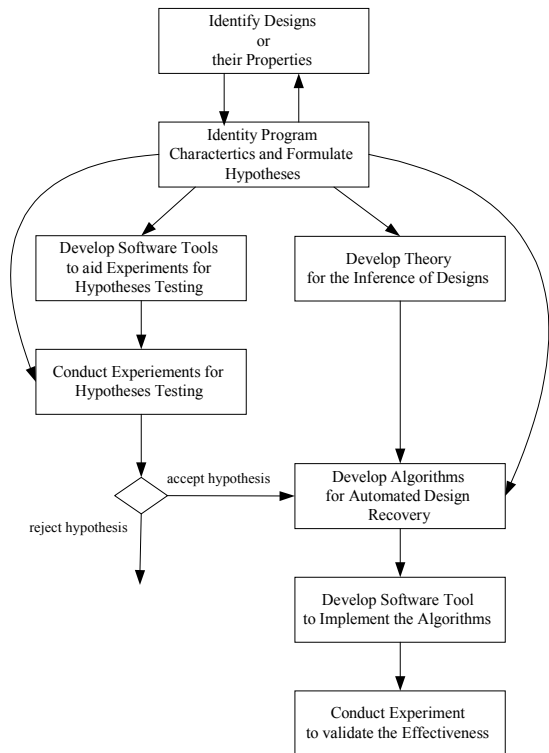 Identify Designs
or
their Properties
Identity Program
Charactertics and Formulate
Hypotheses
Develop Software Tools
to aid Experiments for
Hypotheses Testing
Develop Theory
for the Inference of Designs
Conduct Experiements for
Hypotheses Testing
accept hypothesis
reject hypothesis
Develop Algorithms
for Automated Design
Recovery
Develop Software Tool
to Implement the Algorithms
Conduct Experiment
to validate the Effectiveness